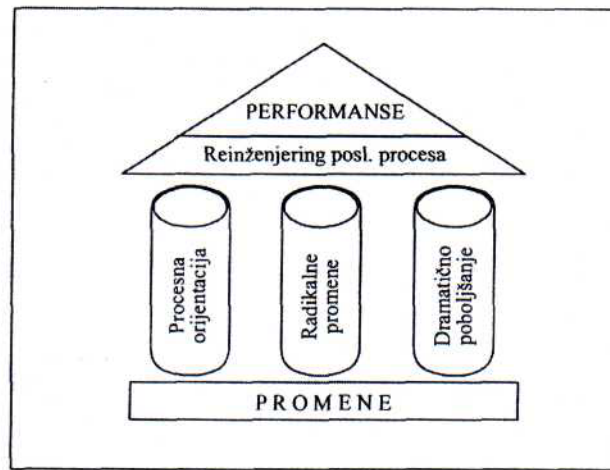 PERFORMANSE
Reinženjering posl. procesa
Procesna
orijentacija
Radikalne
promene
Dramatično
poboljšanje
PROMENE